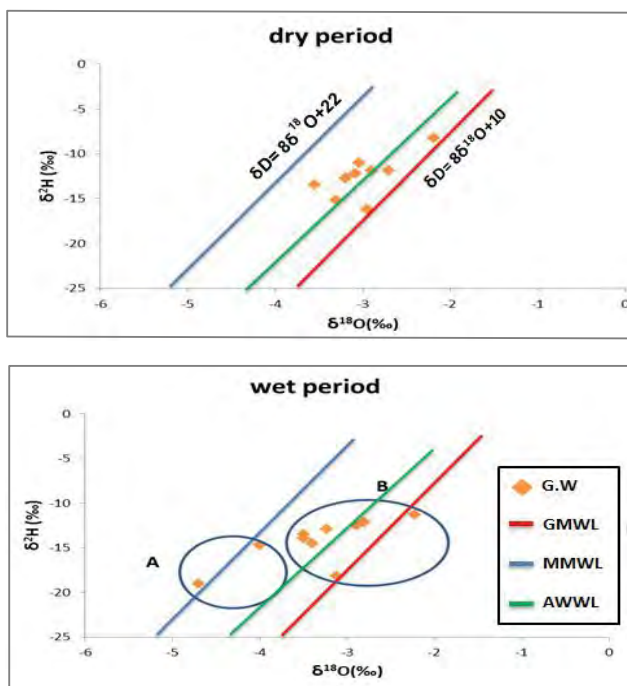 dry period
0
-5
-10
-15
-20
-25
δ²H(‰)
δD= 8δ¹⁸O+22
δD= 8δ¹⁸O+10
-6
-5
-4
-3
-2
-1
0
δ¹⁸O(‰)
wet period
0
-5
-10
-15
-20
-25
δ²H(‰)
A
B
G.W
GMWL
MMWL
AWWL
-6
-5
-4
-3
-2
-1
0
δ¹⁸O(‰)